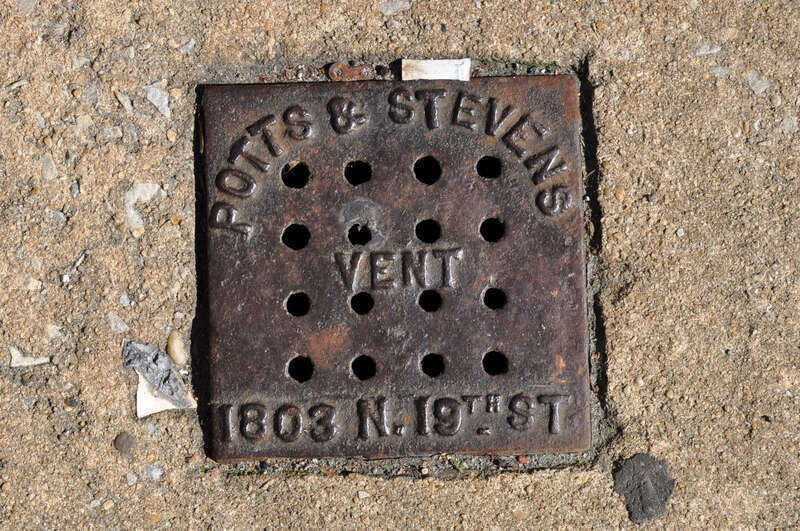 POTTS & STEVENS
VENT
1803 N. 19TH ST